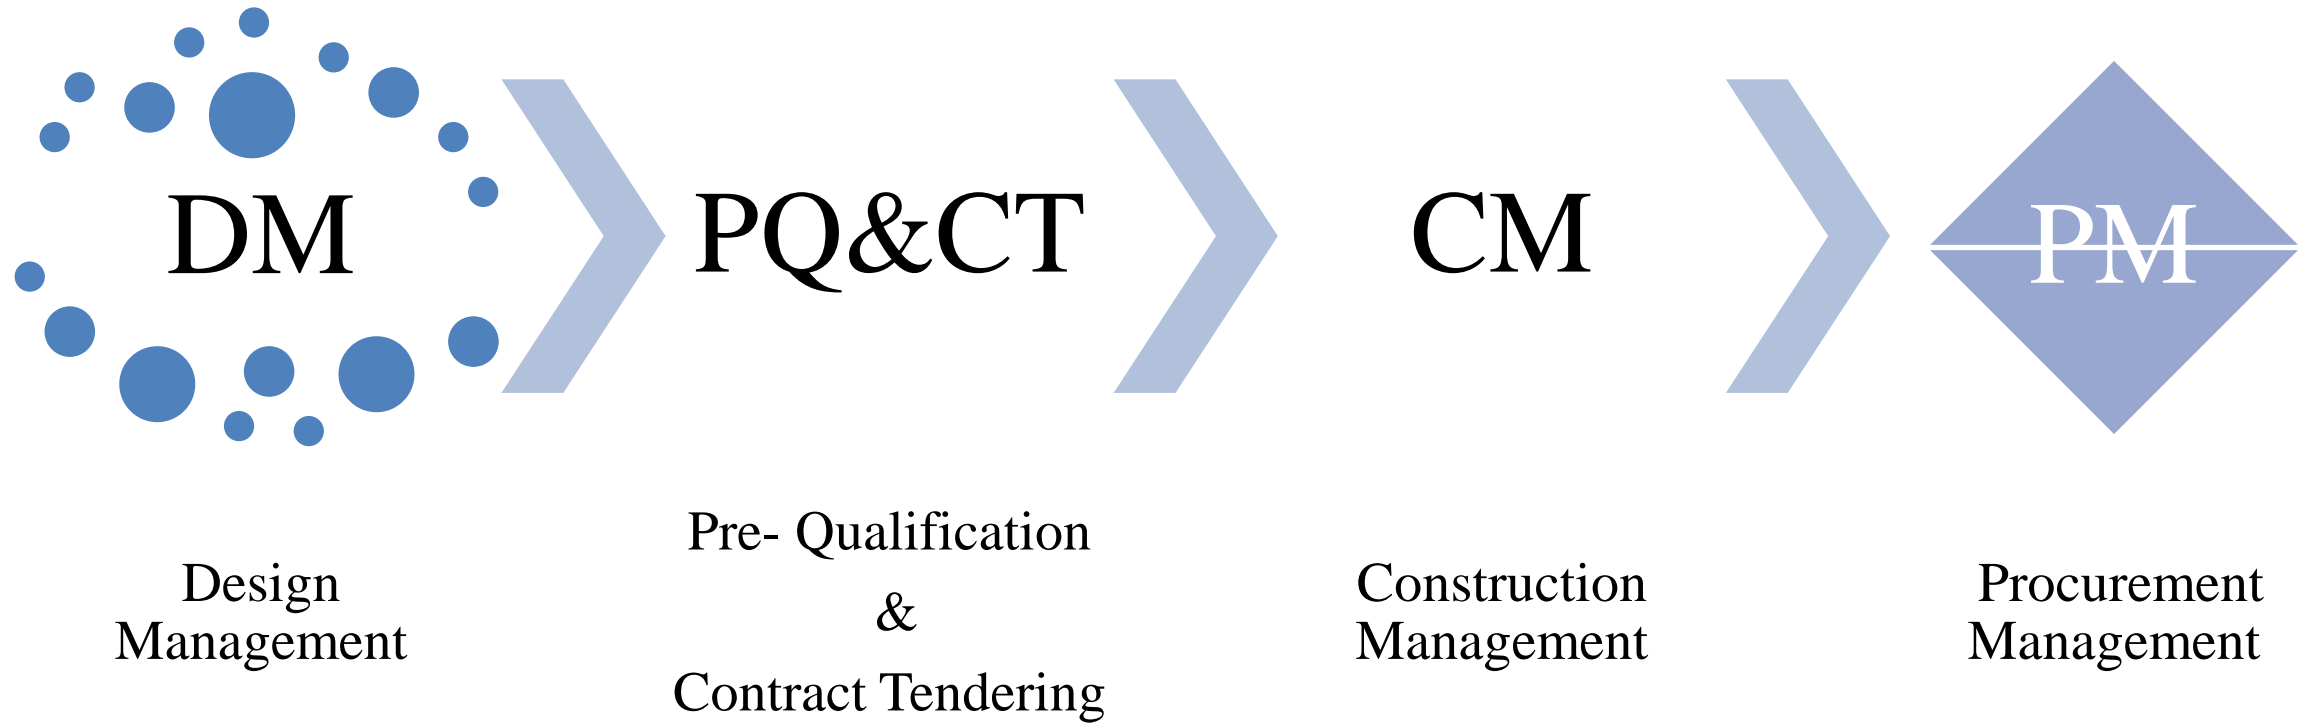 DM
PQ&CT
CM
PM
Design
Management
Pre- Qualification
&
Contract Tendering
Construction
Management
Procurement
Management